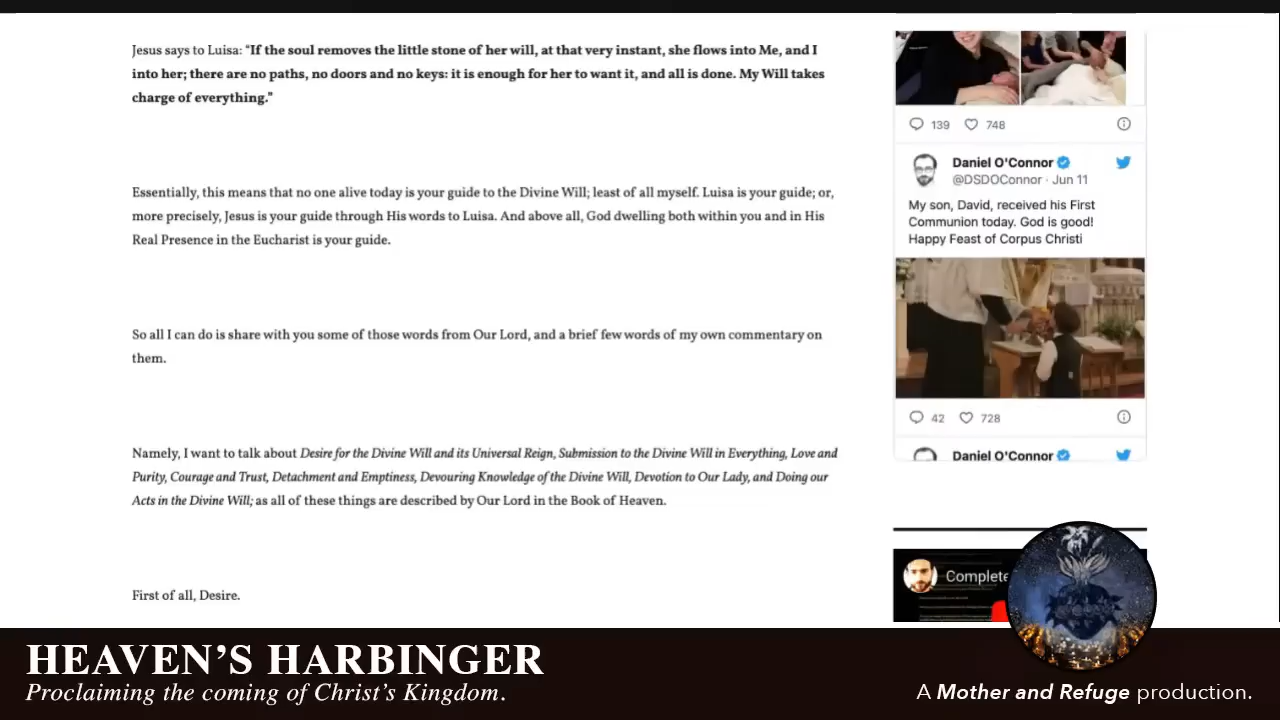 Jesus says to Luisa: “If the soul removes the little stone of her will, at that very instant, she flows into Me, and I
into her; there are no paths, no doors and no keys: it is enough for her to want it, and all is done. My Will takes
charge of everything.”
Essentially, this means that no one alive today is your guide to the Divine Will; least of all myself. Luisa is your guide; or,
more precisely, Jesus is your guide through His words to Luisa. And above all, God dwelling both within you and in His
Real Presence in the Eucharist is your guide.
So all I can do is share with you some of those words from Our Lord, and a brief few words of my own commentary on
them.
Namely, I want to talk about Desire for the Divine Will and its Universal Reign, Submission to the Divine Will in Everything, Love and
Purity, Courage and Trust, Detachment and Emptiness, Devouring Knowledge of the Divine Will, Devotion to Our Lady, and Doing our
Acts in the Divine Will; as all of these things are described by Our Lord in the Book of Heaven.
First of all, Desire.
139 748
Daniel O'Connor
@DSDOConnor · Jun 11
My son, David, received his First
Communion today. God is good!
Happy Feast of Corpus Christi
42 728
Daniel O'Connor
Complete
HEAVEN’S HARBINGER
Proclaiming the coming of Christ’s Kingdom.
A Mother and Refuge production.